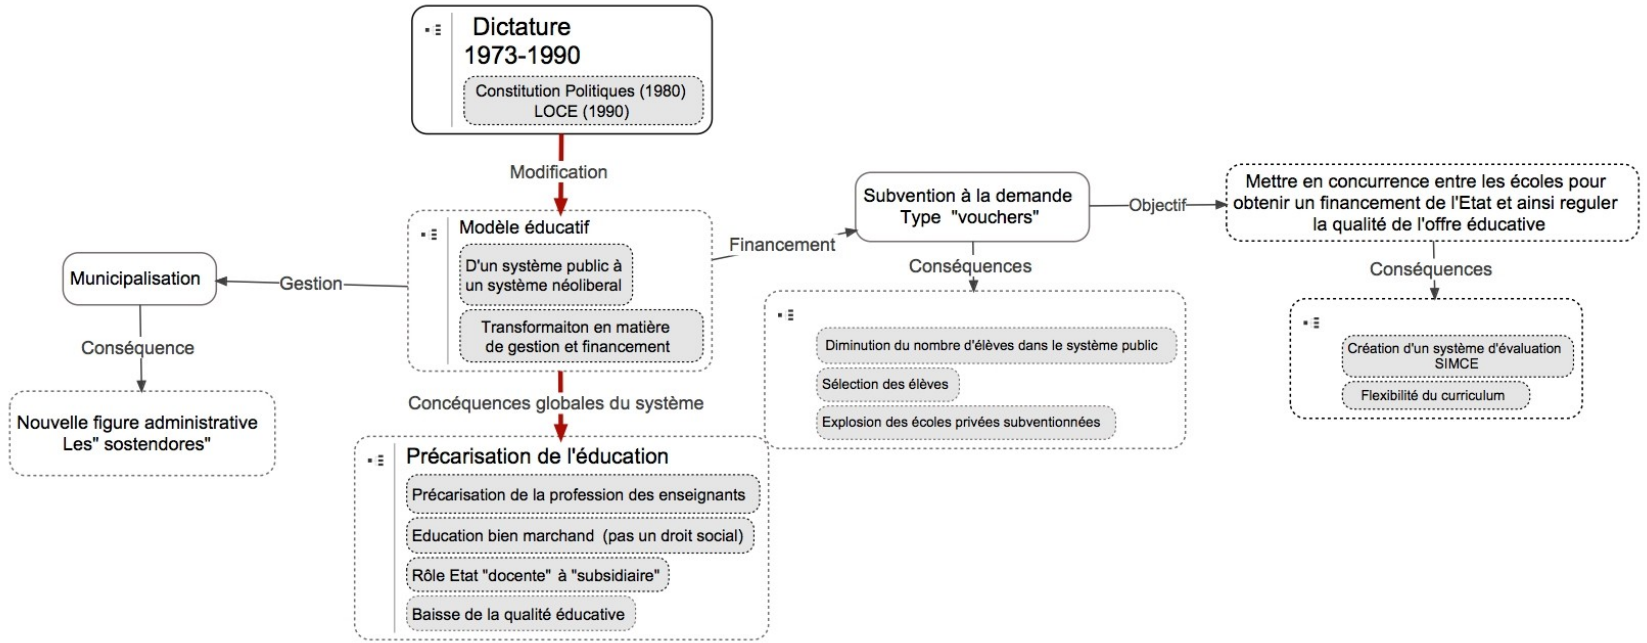 Dictature
1973-1990
Constitution Politiques (1980)
LOCE (1990)
Modification
Modèle éducatif
D'un système public à
un système néoliberal
Transformaiton en matière
de gestion et financement
Gestion
Municipalisation
Conséquence
Nouvelle figure administrative
Les" sostendores"
Financement
Subvention à la demande
Type "vouchers"
Objectif
Mettre en concurrence entre les écoles pour
obtenir un financement de l'Etat et ainsi reguler
la qualité de l'offre éducative
Conséquences
Diminution du nombre d'élèves dans le système public
Sélection des élèves
Explosion des écoles privées subventionnées
Conséquences
Création d'un système d'évaluation
SIMCE
Flexibilité du curriculum
Concéquences globales du système
Précarisation de l'éducation
Précarisation de la profession des enseignants
Education bien marchand (pas un droit social)
Rôle Etat "docente" à "subsidiaire"
Baisse de la qualité éducative